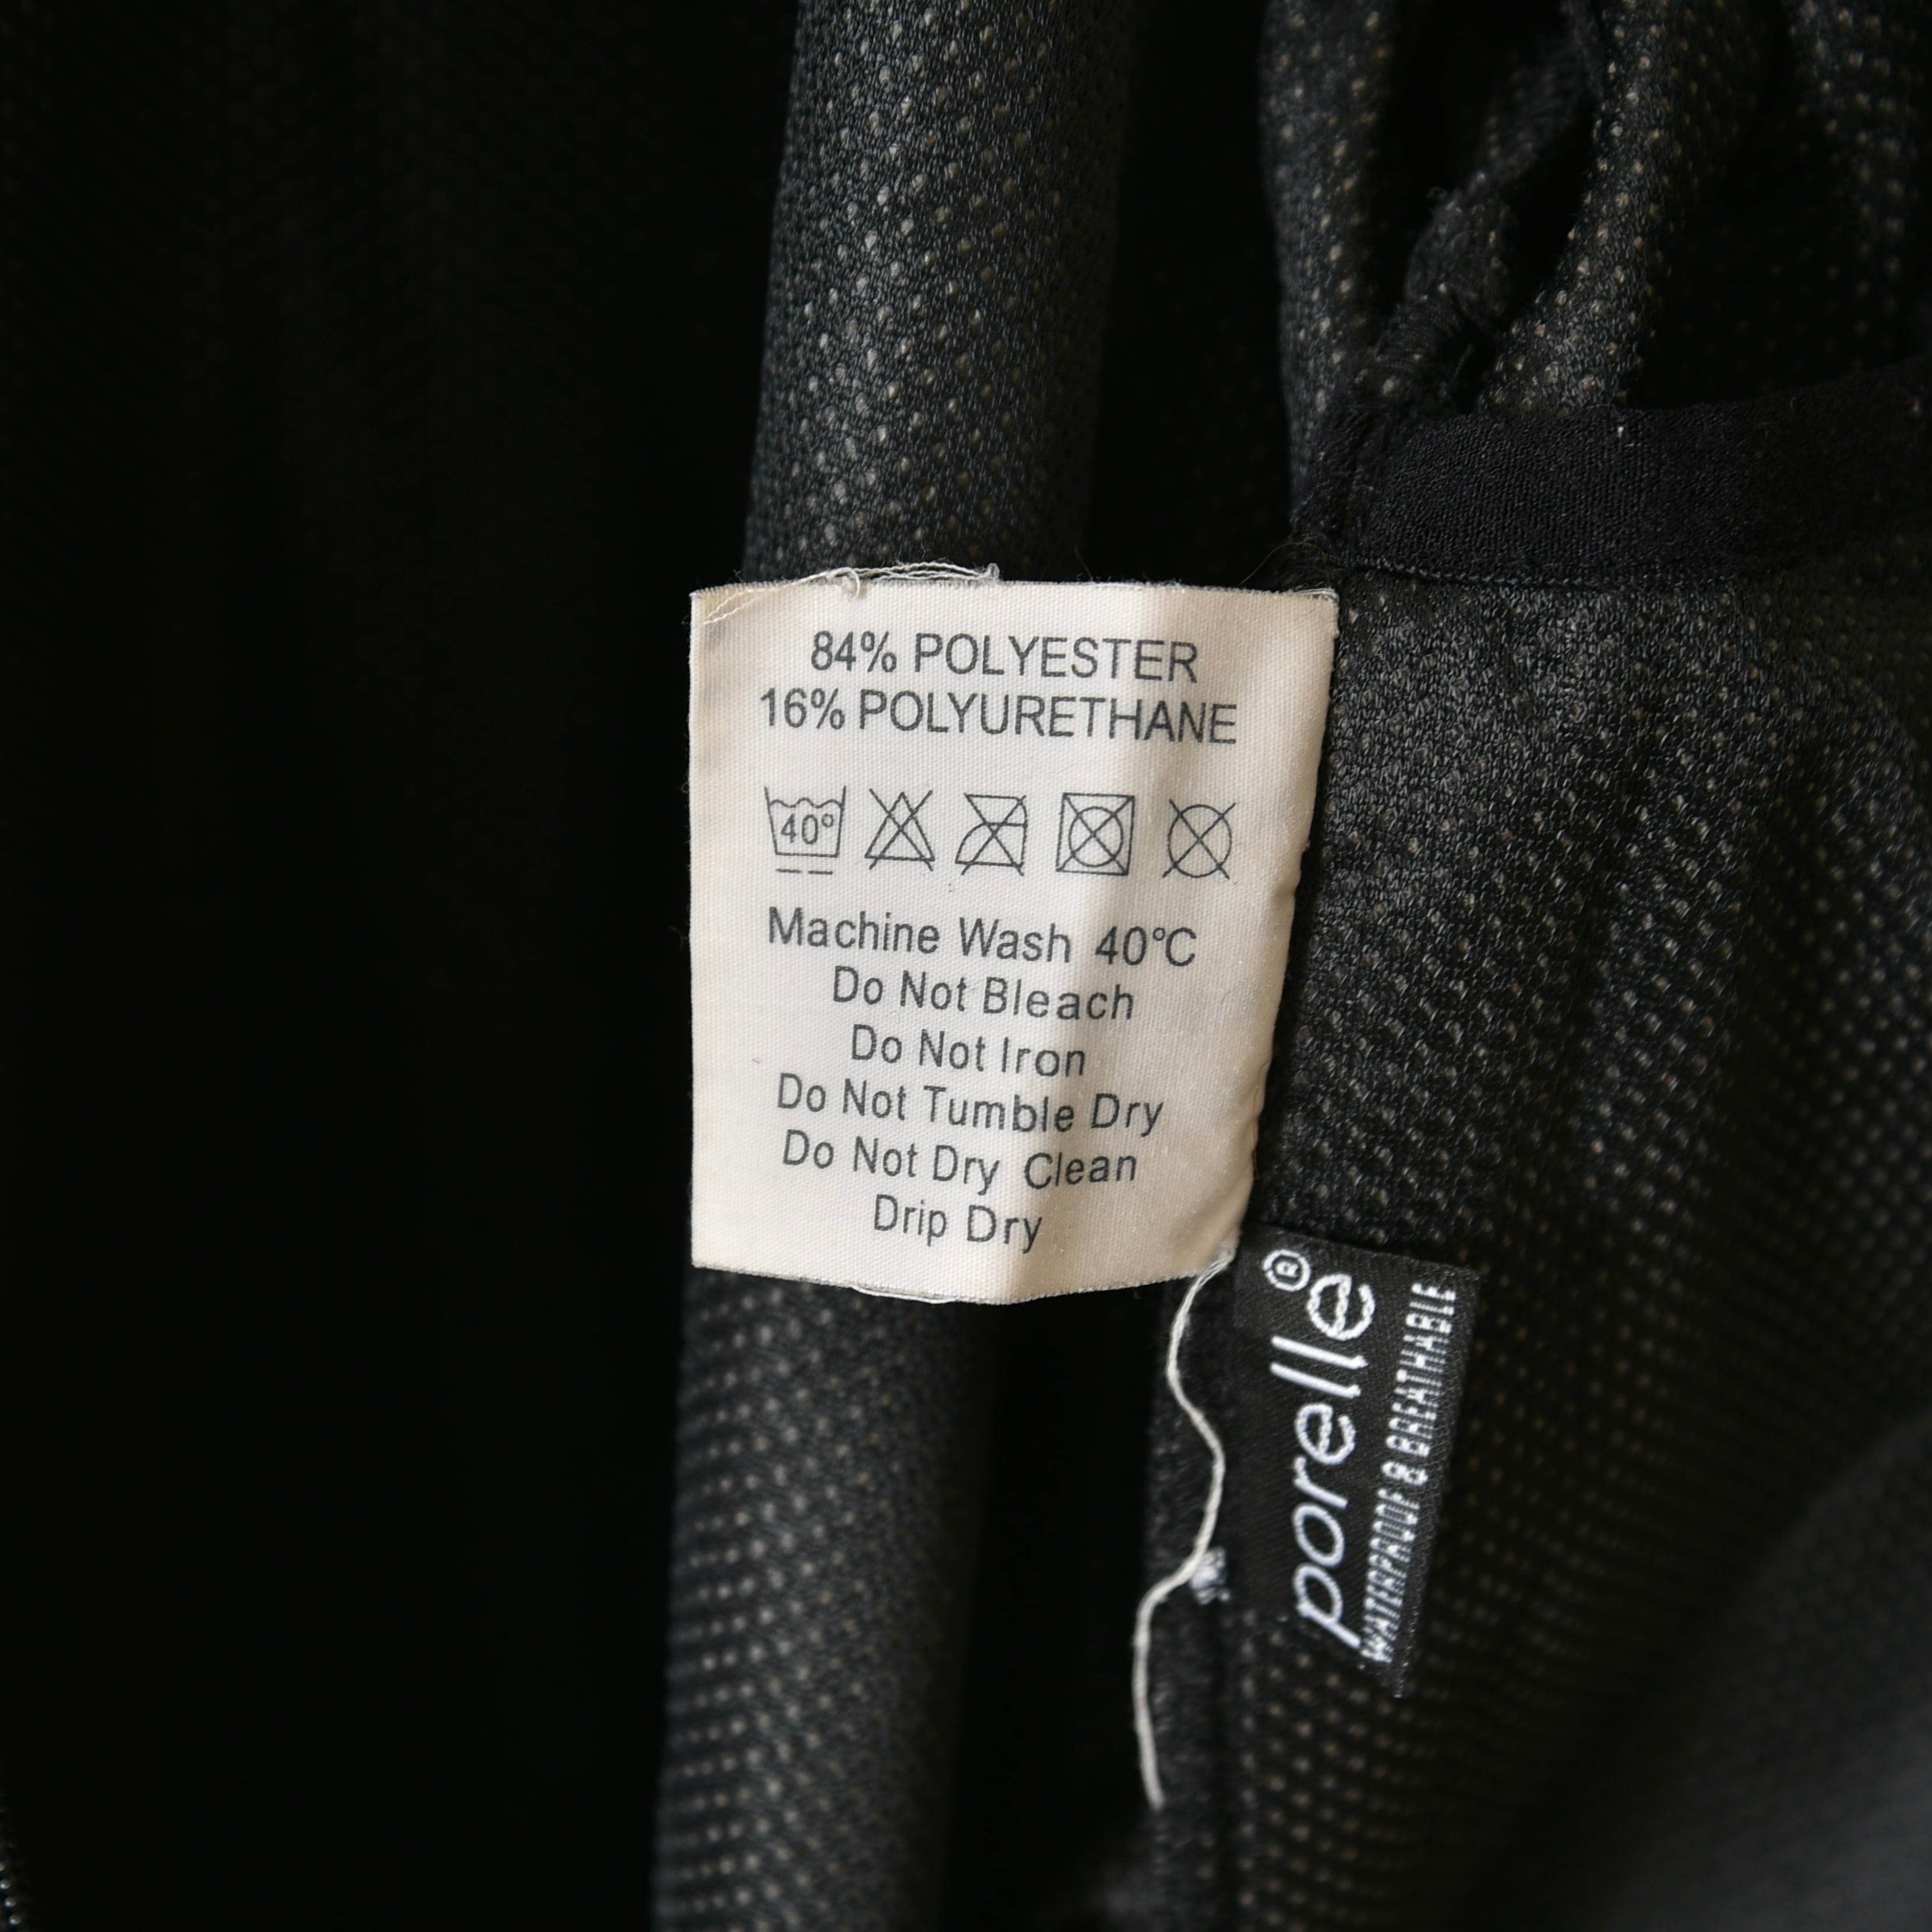 84% POLYESTER
16% POLYURETHANE
40°
Machine Wash 40°C
Do Not Bleach
Do Not Iron
Do Not Tumble Dry
Do Not Dry Clean
Drip Dry
porelle®
WATERPROOF & BREATHABLE